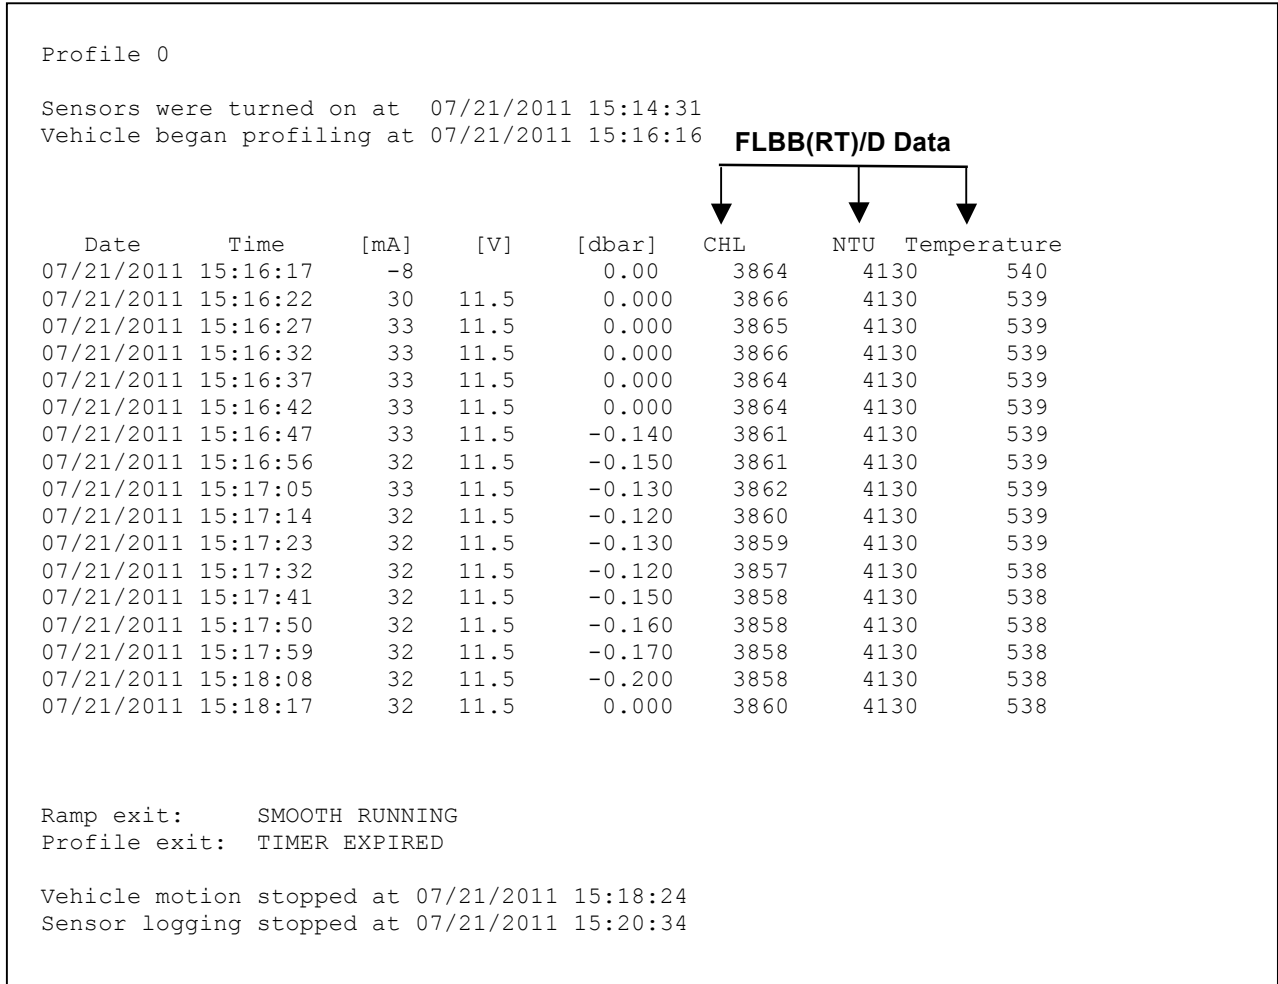 Profile 0
Sensors were turned on at  07/21/2011 15:14:31
Vehicle began profiling at 07/21/2011 15:16:16
FLBB(RT)/D Data
Date Time [mA] [V] [dbar] CHL NTU Temperature
07/21/2011 15:16:17 -8 0.00 3864 4130 540
07/21/2011 15:16:22 30 11.5 0.000 3866 4130 539
07/21/2011 15:16:27 33 11.5 0.000 3865 4130 539
07/21/2011 15:16:32 33 11.5 0.000 3866 4130 539
07/21/2011 15:16:37 33 11.5 0.000 3864 4130 539
07/21/2011 15:16:42 33 11.5 0.000 3864 4130 539
07/21/2011 15:16:47 33 11.5 -0.140 3861 4130 539
07/21/2011 15:16:56 32 11.5 -0.150 3861 4130 539
07/21/2011 15:17:05 33 11.5 -0.130 3862 4130 539
07/21/2011 15:17:14 32 11.5 -0.120 3860 4130 539
07/21/2011 15:17:23 32 11.5 -0.130 3859 4130 539
07/21/2011 15:17:32 32 11.5 -0.120 3857 4130 538
07/21/2011 15:17:41 32 11.5 -0.150 3858 4130 538
07/21/2011 15:17:50 32 11.5 -0.160 3858 4130 538
07/21/2011 15:17:59 32 11.5 -0.170 3858 4130 538
07/21/2011 15:18:08 32 11.5 -0.200 3858 4130 538
07/21/2011 15:18:17 32 11.5 0.000 3860 4130 538
Ramp exit: SMOOTH RUNNING
Profile exit: TIMER EXPIRED
Vehicle motion stopped at 07/21/2011 15:18:24
Sensor logging stopped at 07/21/2011 15:20:34